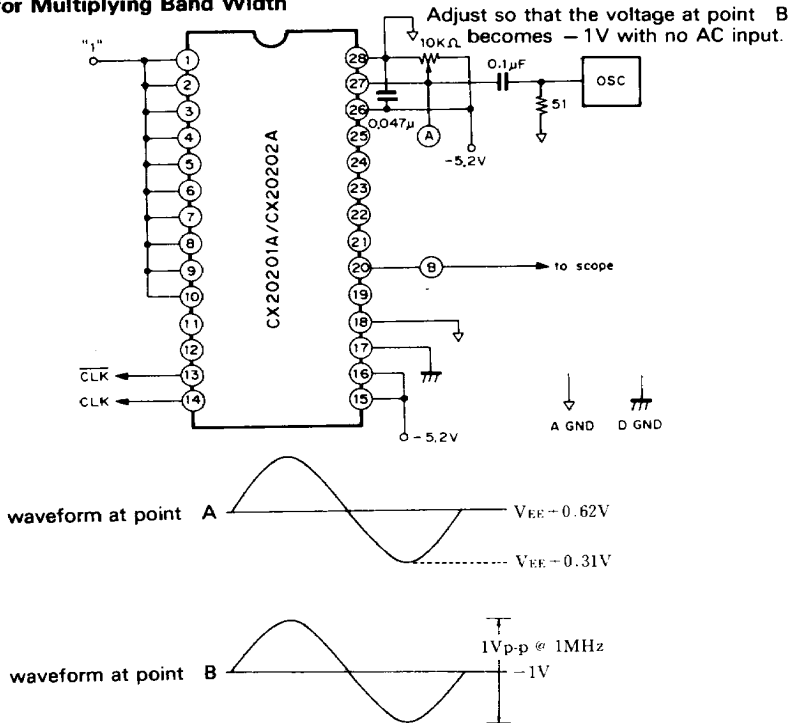 for Multiplying Band Width
Adjust so that the voltage at point B
becomes −1V with no AC input.
"1"
10KΩ
0.1μF
OSC
51
0.047μ
A
−5.2V
1
2
3
4
5
6
7
8
9
10
11
12
13
14
CX20201A/CX20202A
28
27
26
25
24
23
22
21
20
19
18
17
16
15
B
to scope
CLK
CLK
−5.2V
A GND
D GND
waveform at point A
VEE+0.62V
VEE+0.31V
waveform at point B
1Vp-p @ 1MHz
−1V